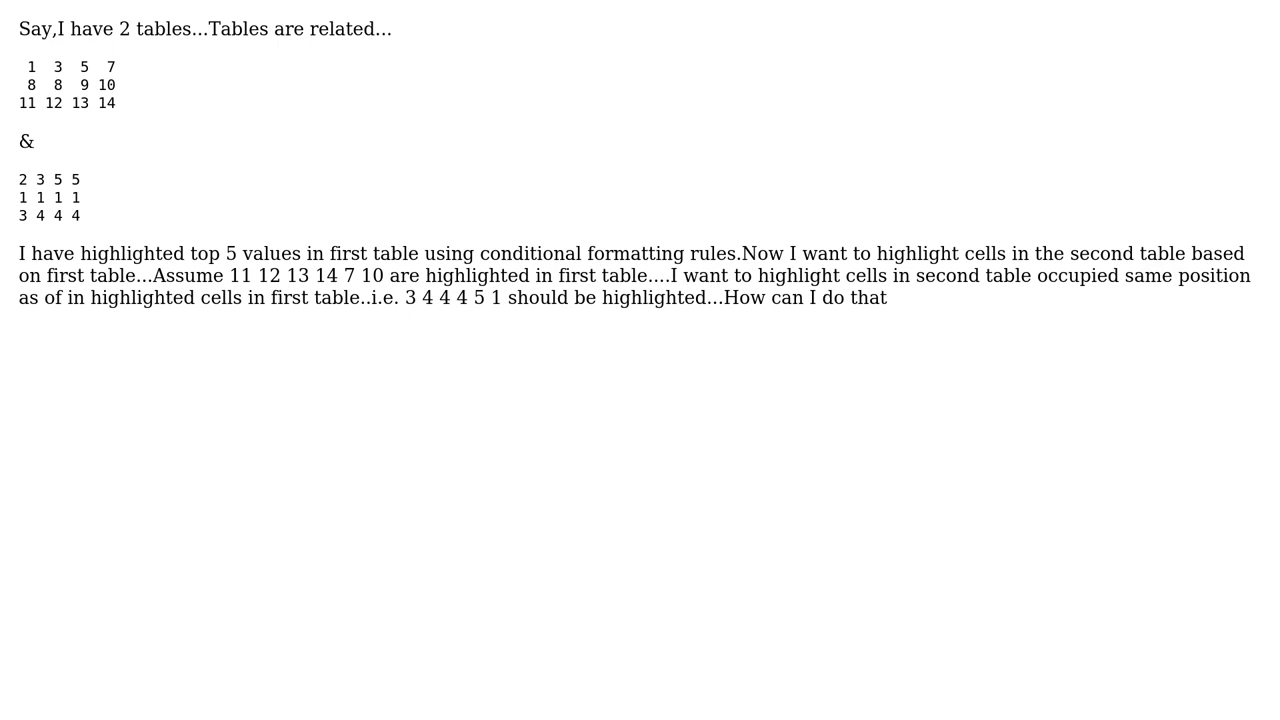 Say,I have 2 tables...Tables are related...
1 3 5 7
8 8 9 10
11 12 13 14
&
2 3 5 5
1 1 1 1
3 4 4 4
I have highlighted top 5 values in first table using conditional formatting rules.Now I want to highlight cells in the second table based
on first table...Assume 11 12 13 14 7 10 are highlighted in first table....I want to highlight cells in second table occupied same position
as of in highlighted cells in first table..i.e. 3 4 4 4 5 1 should be highlighted...How can I do that